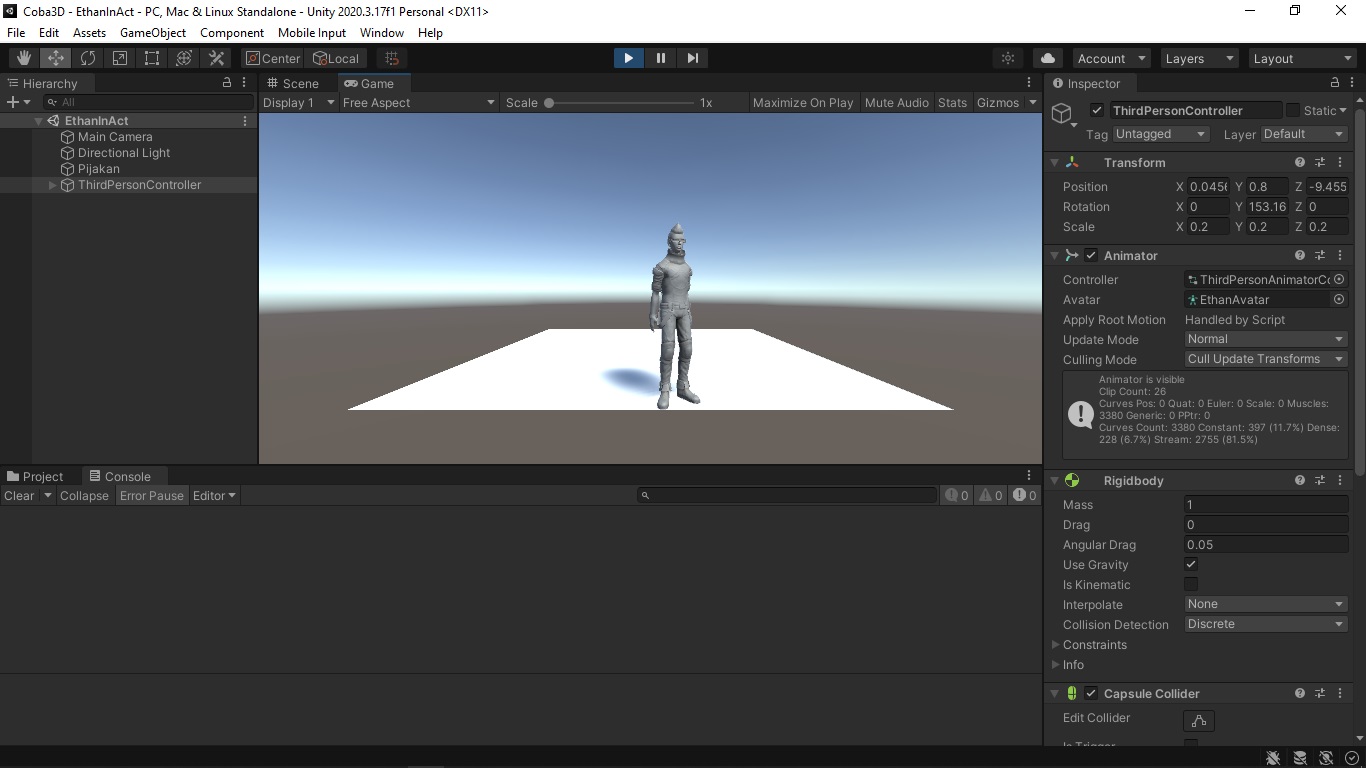 Coba3D - EthanInAct - PC, Mac & Linux Standalone - Unity 2020.3.17f1 Personal <DX11>
File Edit Assets GameObject Component Mobile Input Window Help
Center Local Account Layers Layout
Hierarchy
All
EthanInAct
Main Camera
Directional Light
Pijakan
ThirdPersonController
Scene Game
Display 1 Free Aspect Scale 1x Maximize On Play Mute Audio Stats Gizmos
Project Console
Clear Collapse Error Pause Editor 0 0 0
Inspector
ThirdPersonController Static
Tag Untagged Layer Default
Transform
Position X 0.0456 Y 0.8 Z -9.455
Rotation X 0 Y 153.16 Z 0
Scale X 0.2 Y 0.2 Z 0.2
Animator
Controller ThirdPersonAnimatorCo
Avatar EthanAvatar
Apply Root Motion Handled by Script
Update Mode Normal
Culling Mode Cull Update Transforms
Animator is visible
Clip Count: 26
Curves Pos: 0 Quat: 0 Euler: 0 Scale: 0 Muscles:
3380 Generic: 0 PPtr: 0
Curves Count: 3380 Constant: 397 (11.7%) Dense:
228 (6.7%) Stream: 2755 (81.5%)
Rigidbody
Mass 1
Drag 0
Angular Drag 0.05
Use Gravity
Is Kinematic
Interpolate None
Collision Detection Discrete
Constraints
Info
Capsule Collider
Edit Collider
Is Trigger